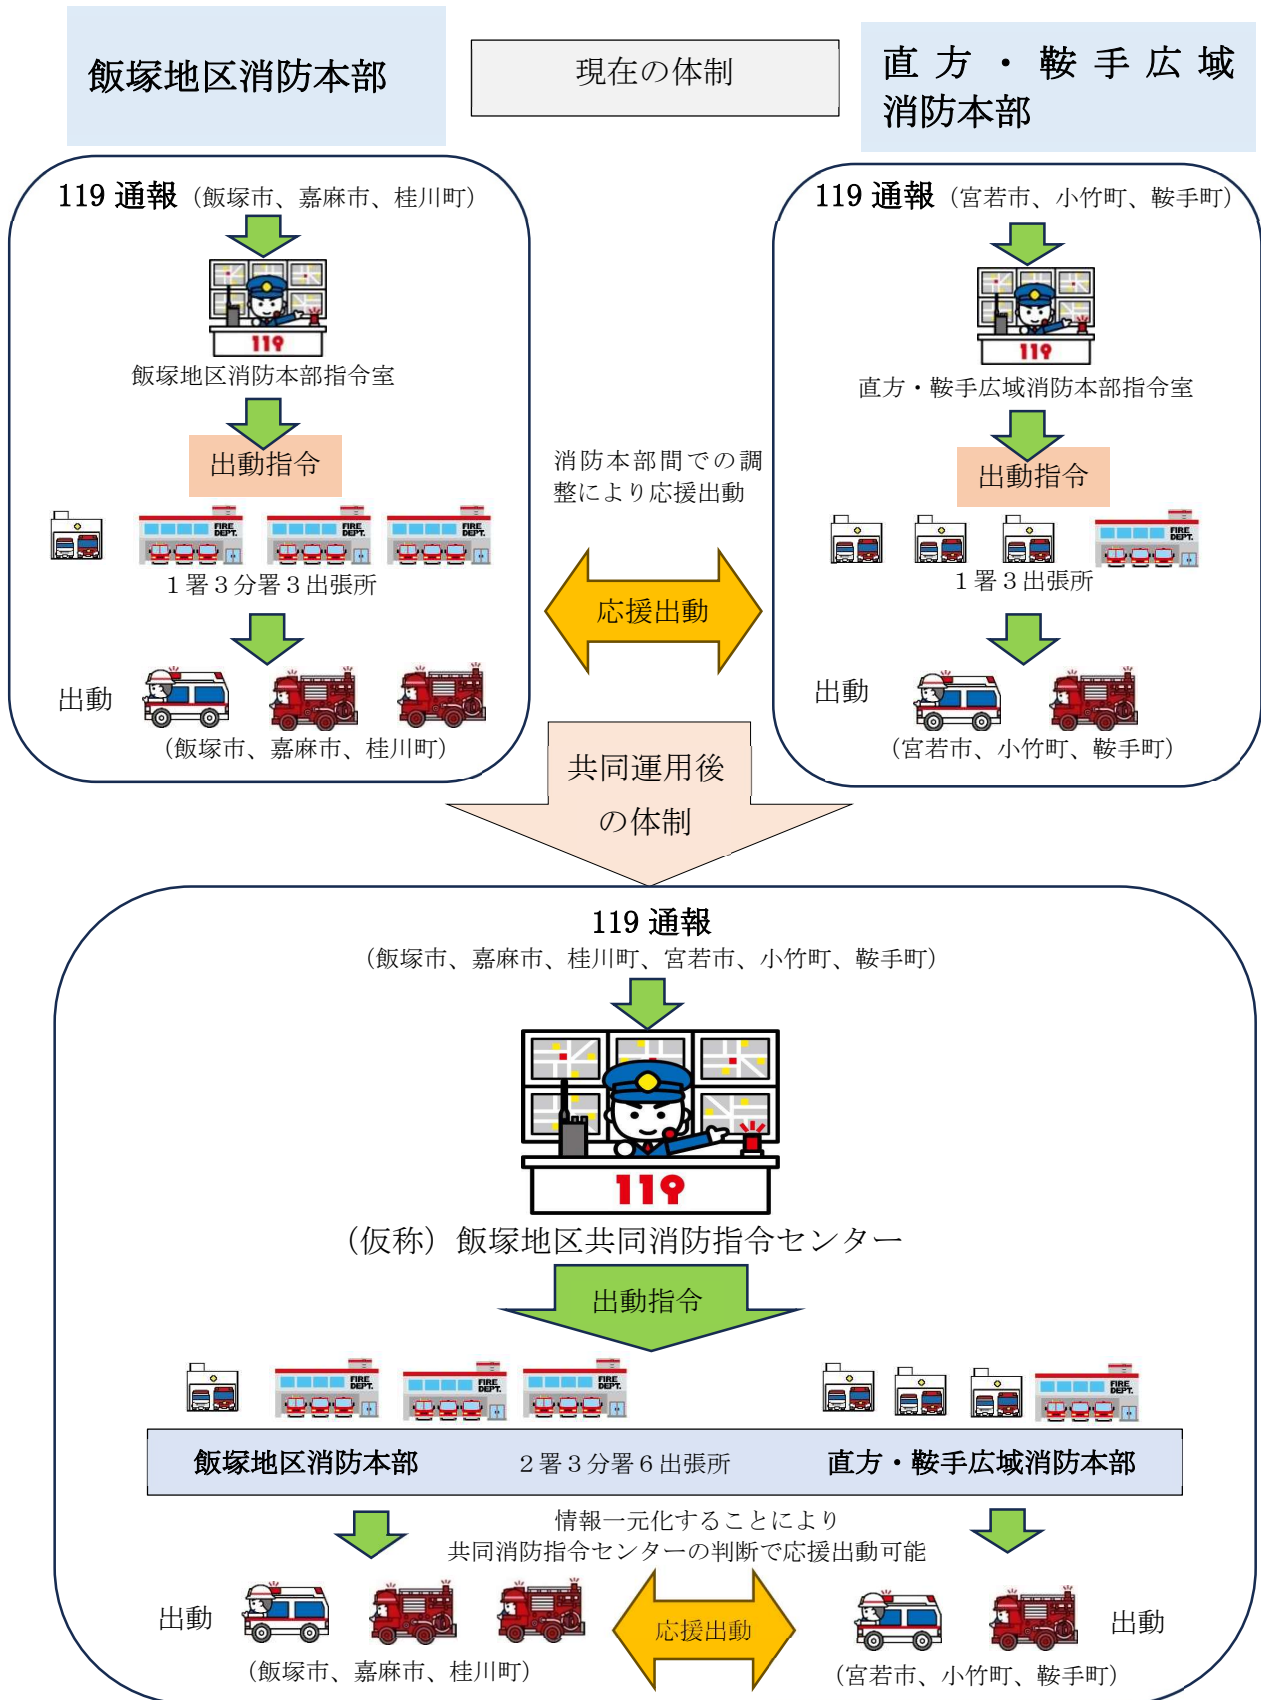 飯塚地区消防本部
現在の体制
直方・鞍手広域
消防本部
119 通報（飯塚市、嘉麻市、桂川町）
119
飯塚地区消防本部指令室
出動指令
FIRE
DEPT.
FIRE
DEPT.
FIRE
DEPT.
１署３分署３出張所
出動
（飯塚市、嘉麻市、桂川町）
消防本部間での調
整により応援出動
応援出動
119 通報（宮若市、小竹町、鞍手町）
119
直方・鞍手広域消防本部指令室
出動指令
FIRE
DEPT.
１署３出張所
出動
（宮若市、小竹町、鞍手町）
共同運用後
の体制
119 通報
（飯塚市、嘉麻市、桂川町、宮若市、小竹町、鞍手町）
119
（仮称）飯塚地区共同消防指令センター
出動指令
FIRE
DEPT.
FIRE
DEPT.
FIRE
DEPT.
FIRE
DEPT.
飯塚地区消防本部 ２署３分署６出張所 直方・鞍手広域消防本部
情報一元化することにより
共同消防指令センターの判断で応援出動可能
出動
応援出動
出動
（飯塚市、嘉麻市、桂川町）
（宮若市、小竹町、鞍手町）